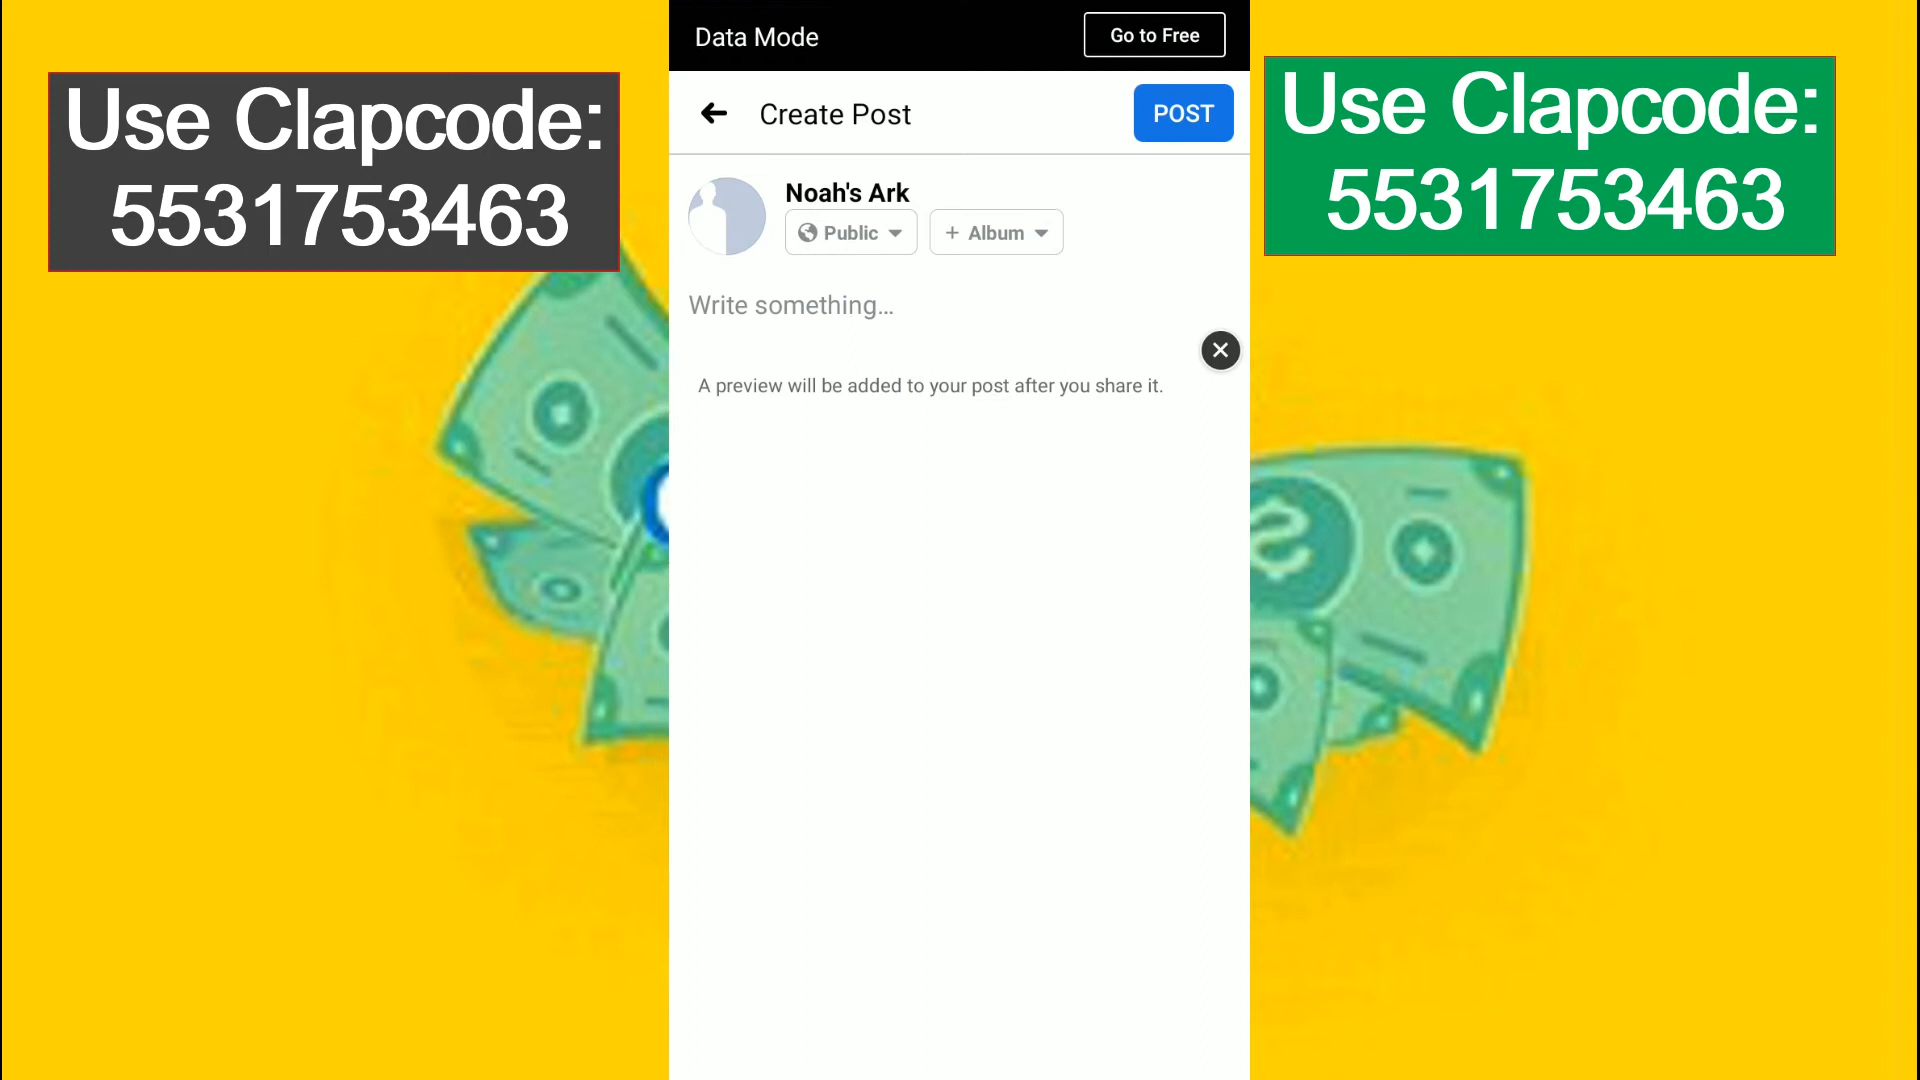 Use Clapcode:
5531753463
Data Mode
Go to Free
Create Post
POST
Noah's Ark
Public
+ Album
Write something...
A preview will be added to your post after you share it.
Use Clapcode:
5531753463